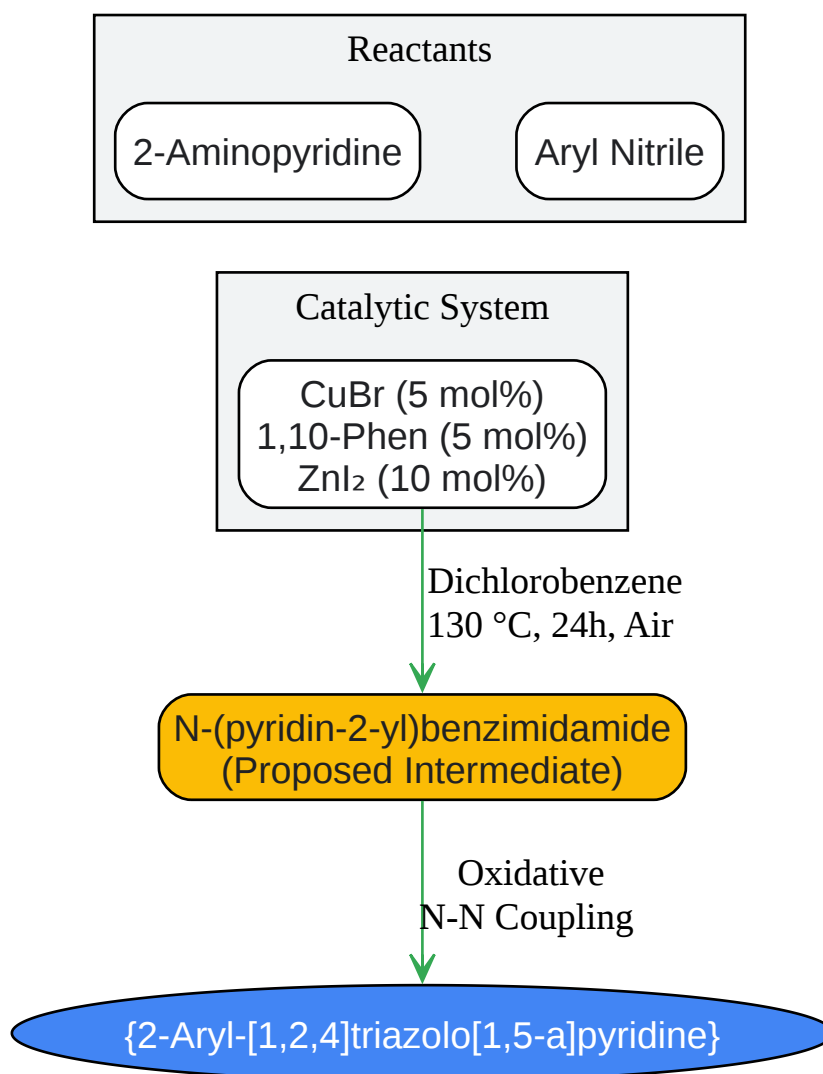 Reactants
2-Aminopyridine
Aryl Nitrile
Catalytic System
CuBr (5 mol%)
1,10-Phen (5 mol%)
ZnI₂ (10 mol%)
Dichlorobenzene
130 °C, 24h, Air
N-(pyridin-2-yl)benzimidamide
(Proposed Intermediate)
Oxidative
N-N Coupling
{2-Aryl-[1,2,4]triazolo[1,5-a]pyridine}